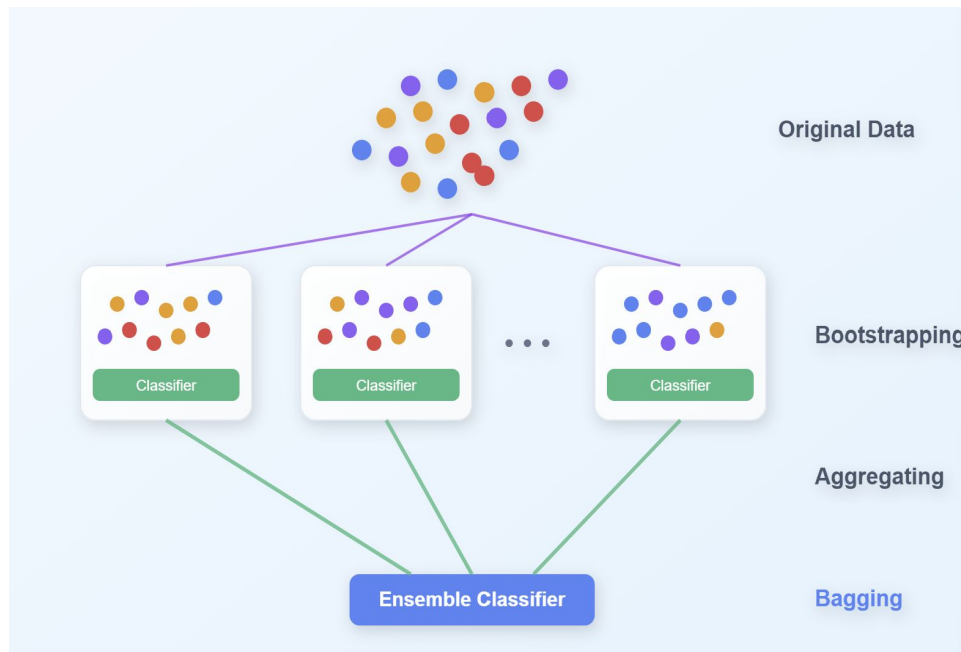 Original Data
Bootstrapping
Classifier
Classifier
Classifier
Aggregating
Ensemble Classifier
Bagging